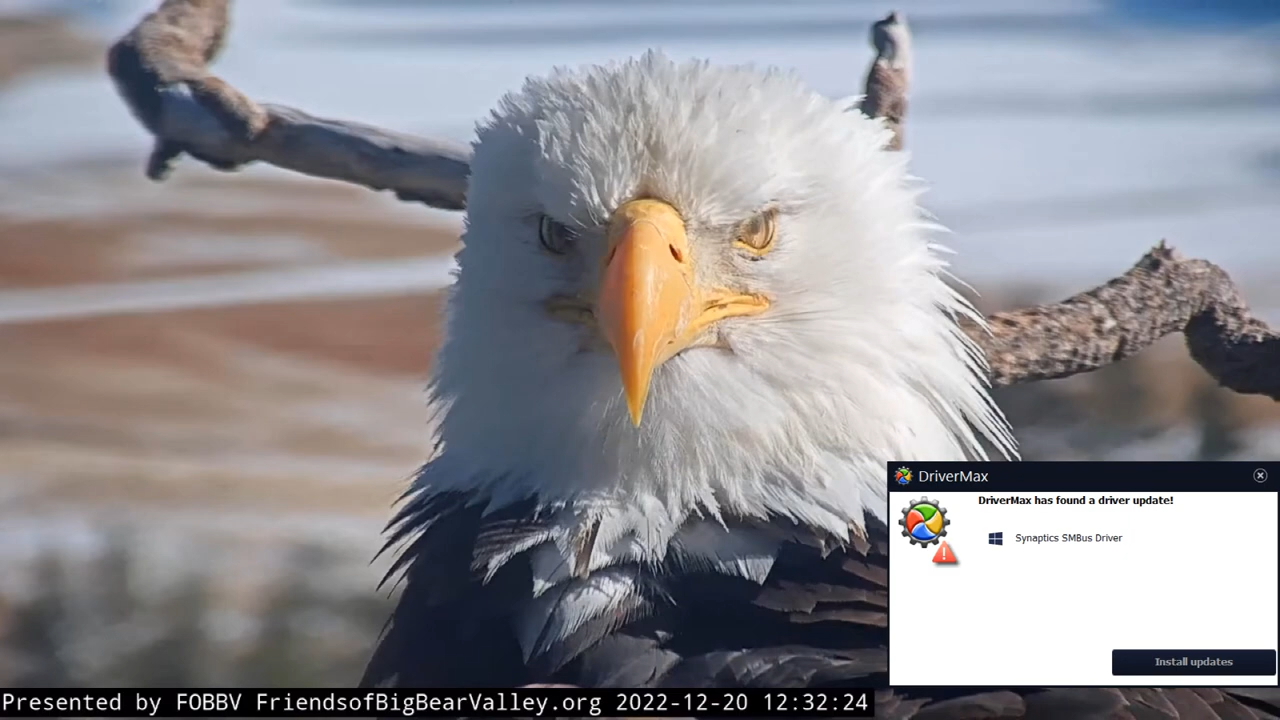 DriverMax
DriverMax has found a driver update!
Synaptics SMBus Driver
Install updates
Presented by FOBBV FriendsofBigBearValley.org 2022-12-20 12:32:24